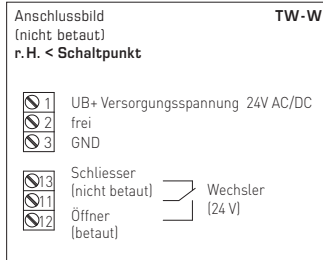 Anschlussbild TW-W
(nicht betaut)
r.H. < Schaltpunkt
1 UB+ Versorgungsspannung 24V AC/DC
2 frei
3 GND
13 Schliesser
(nicht betaut)
11
12 Öffner
(betaut)
Wechsler
(24 V)